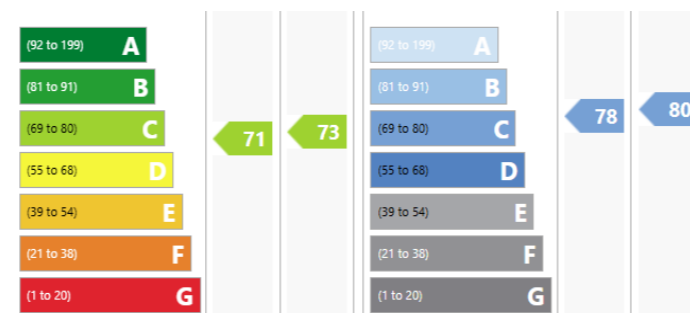 (92 to 199) A
(81 to 91) B
(69 to 80) C
71
73
(55 to 68) D
(39 to 54) E
(21 to 38) F
(1 to 20) G
(92 to 199) A
(81 to 91) B
(69 to 80) C
78
80
(55 to 68) D
(39 to 54) E
(21 to 38) F
(1 to 20) G